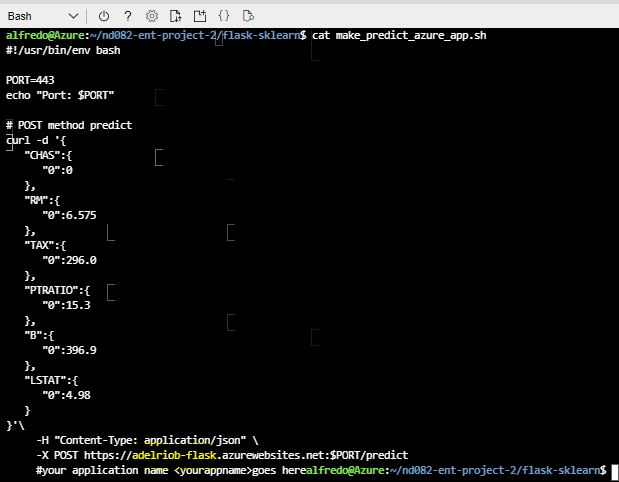 Bash
alfredo@Azure:~/nd082-ent-project-2/flask-sklearn$ cat make_predict_azure_app.sh
#!/usr/bin/env bash

PORT=443
echo "Port: $PORT"

# POST method predict
curl -d '{
   "CHAS":{
      "0":0
   },
   "RM":{
      "0":6.575
   },
   "TAX":{
      "0":296.0
   },
   "PTRATIO":{
      "0":15.3
   },
   "B":{
      "0":396.9
   },
   "LSTAT":{
      "0":4.98
   }
}'\
     -H "Content-Type: application/json" \
     -X POST https://adelriob-flask.azurewebsites.net:$PORT/predict
     #your application name <yourappname>goes herealfredo@Azure:~/nd082-ent-project-2/flask-sklearn$